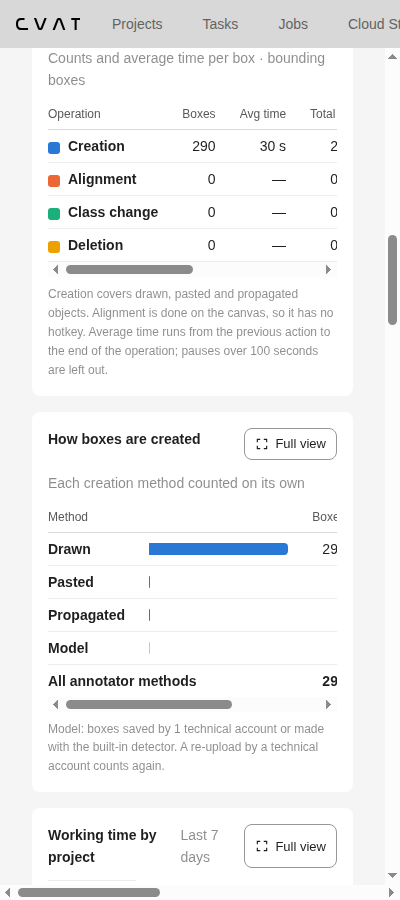 CVAT Projects Tasks Jobs Cloud St
Counts and average time per box · bounding
boxes
Operation Boxes Avg time Total
Creation 290 30 s 2
Alignment 0 — 0
Class change 0 — 0
Deletion 0 — 0
Creation covers drawn, pasted and propagated
objects. Alignment is done on the canvas, so it has no
hotkey. Average time runs from the previous action to
the end of the operation; pauses over 100 seconds
are left out.
How boxes are created Full view
Each creation method counted on its own
Method Boxe
Drawn 29
Pasted
Propagated
Model
All annotator methods 29
Model: boxes saved by 1 technical account or made
with the built-in detector. A re-upload by a technical
account counts again.
Working time by Last 7 Full view
project days